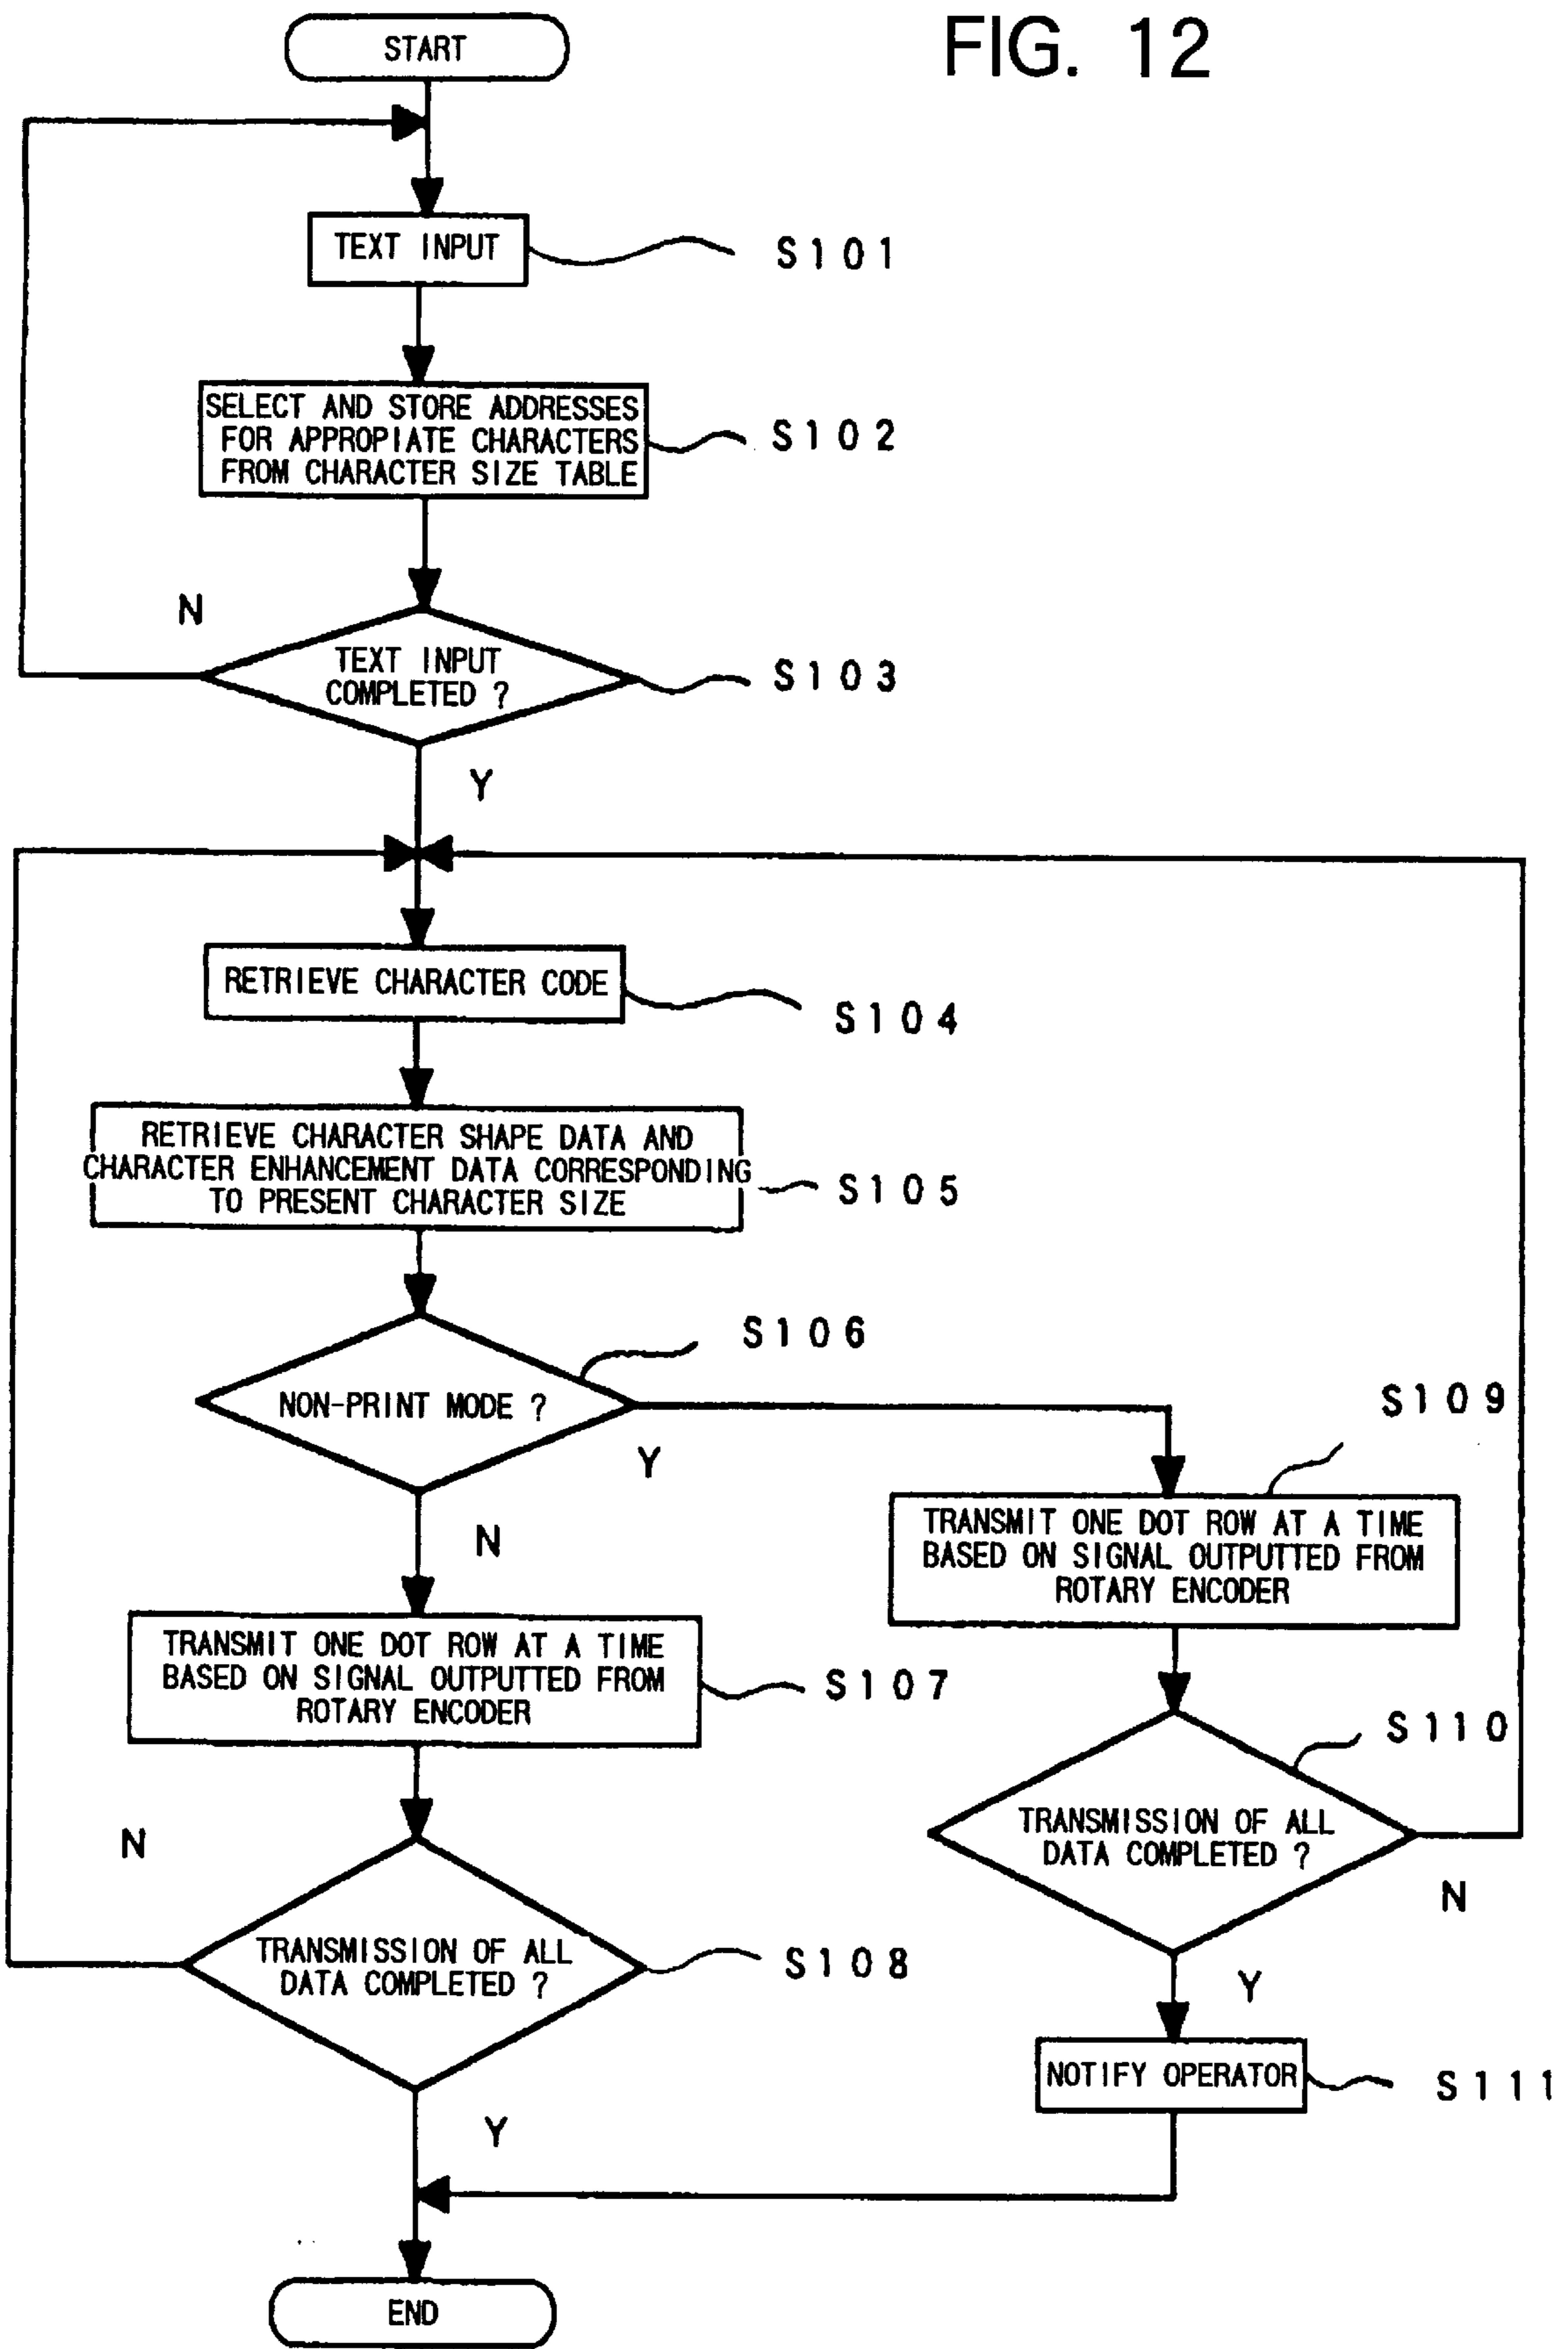 FIG. 12
START
TEXT INPUT
S101
SELECT AND STORE ADDRESSES
FOR APPROPIATE CHARACTERS
FROM CHARACTER SIZE TABLE
S102
N
TEXT INPUT
COMPLETED ?
S103
Y
RETRIEVE CHARACTER CODE
S104
RETRIEVE CHARACTER SHAPE DATA AND
CHARACTER ENHANCEMENT DATA CORRESPONDING
TO PRESENT CHARACTER SIZE
S105
S106
NON-PRINT MODE ?
Y
N
S109
TRANSMIT ONE DOT ROW AT A TIME
BASED ON SIGNAL OUTPUTTED FROM
ROTARY ENCODER
TRANSMIT ONE DOT ROW AT A TIME
BASED ON SIGNAL OUTPUTTED FROM
ROTARY ENCODER
S107
S110
TRANSMISSION OF ALL
DATA COMPLETED ?
N
N
TRANSMISSION OF ALL
DATA COMPLETED ?
S108
Y
NOTIFY OPERATOR
S111
Y
END